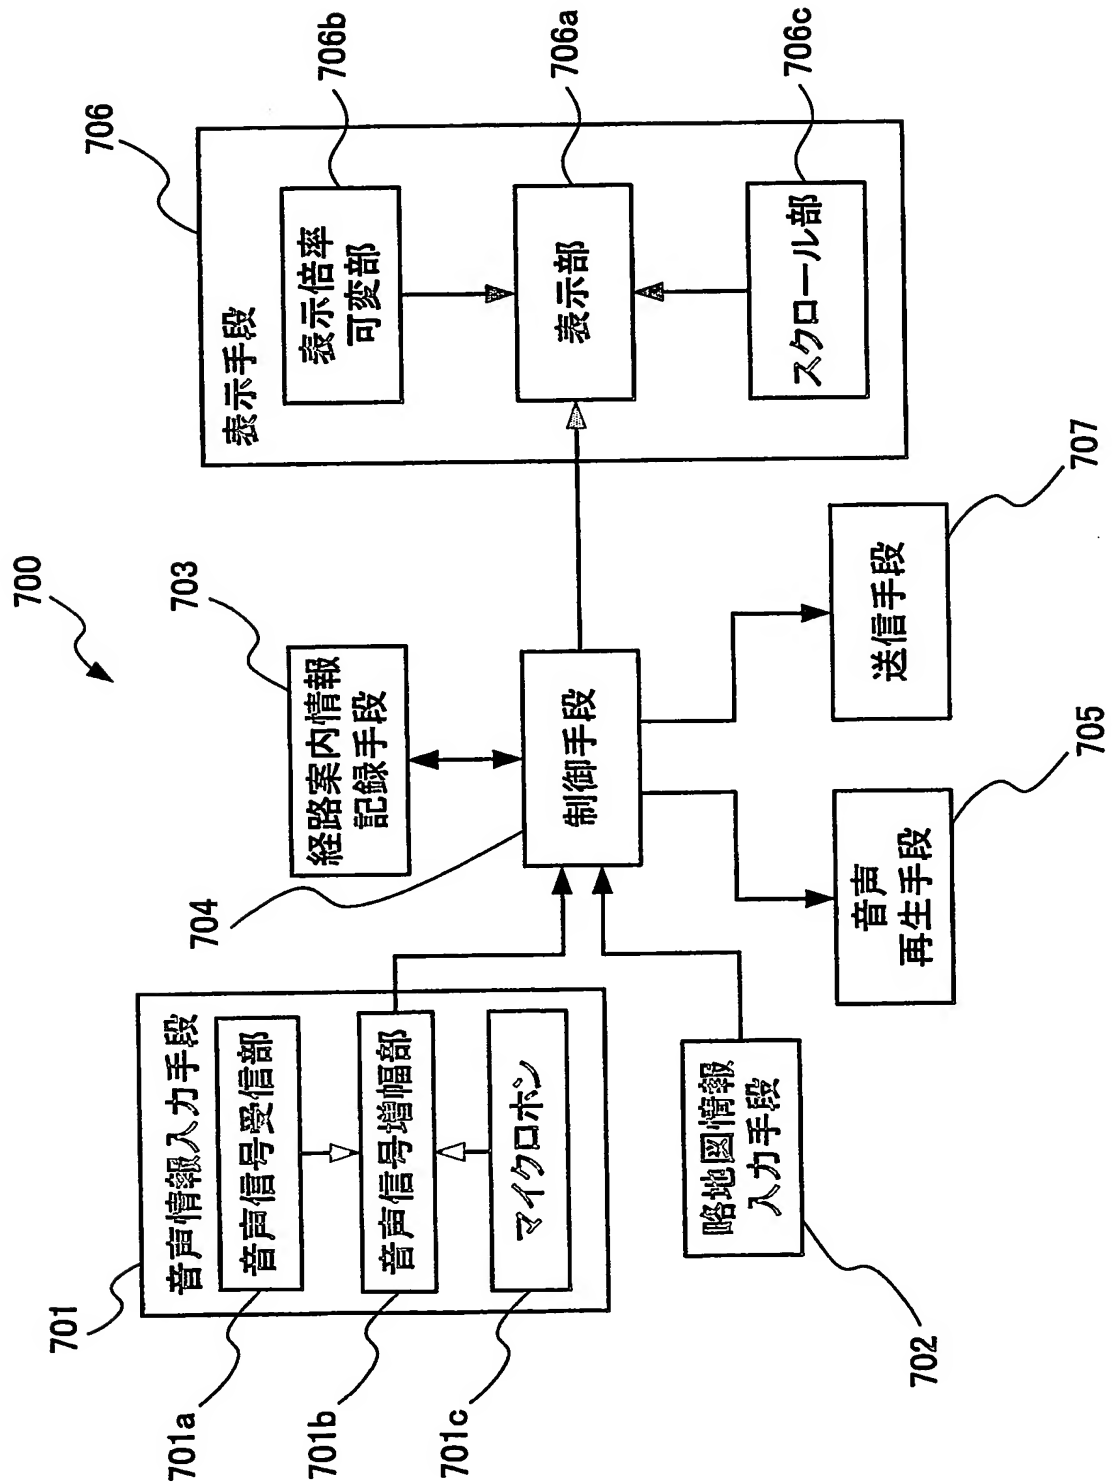 700
701
音声情報入力手段
701a
音声信号受信部
701b
音声信号増幅部
701c
マイクロホン
702
略地図情報
入力手段
703
経路案内情報
記録手段
704
制御手段
705
音声
再生手段
706
表示手段
706b
表示倍率
可変部
706a
表示部
706c
スクロール部
707
送信手段